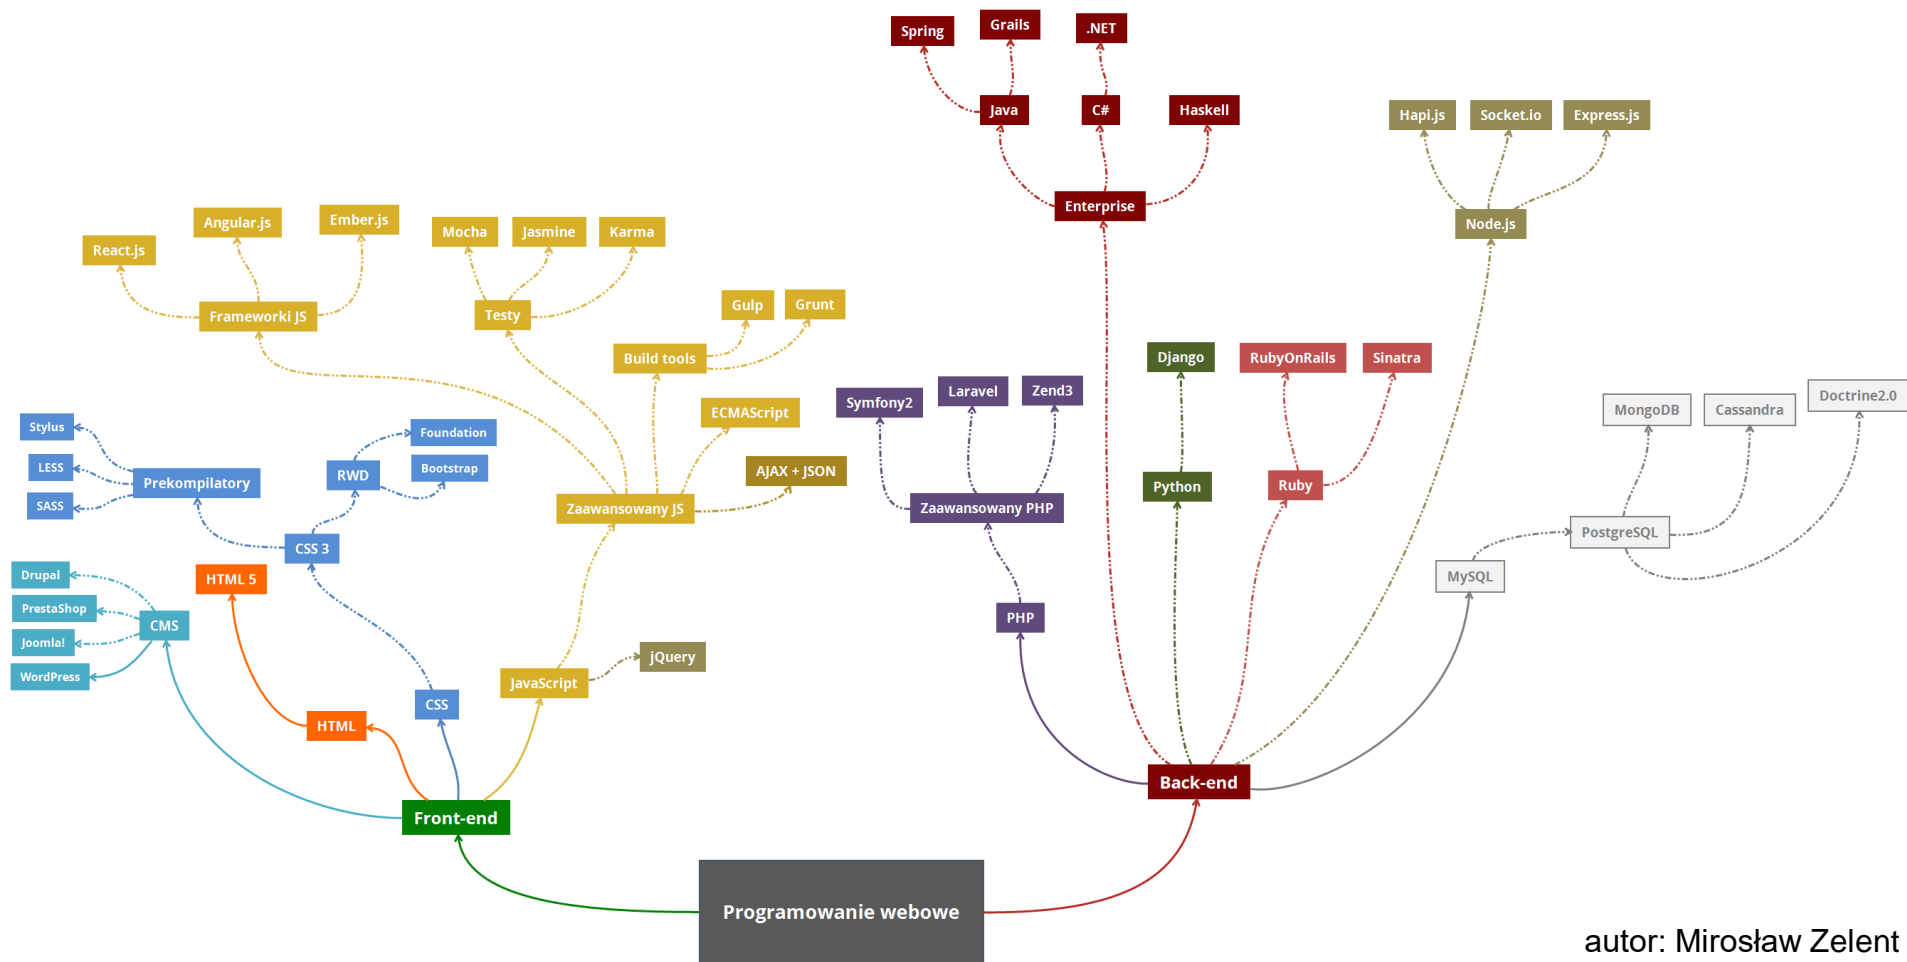 Spring
Grails
.NET
Java
C#
Haskell
Enterprise
Hapi.js
Socket.io
Express.js
Node.js
React.js
Angular.js
Ember.js
Frameworki JS
Mocha
Jasmine
Karma
Testy
Gulp
Grunt
Build tools
ECMAScript
AJAX + JSON
Zaawansowany JS
Stylus
LESS
SASS
Prekompilatory
RWD
Foundation
Bootstrap
CSS 3
Drupal
PrestaShop
Joomla!
WordPress
CMS
HTML 5
HTML
CSS
JavaScript
jQuery
Symfony2
Laravel
Zend3
Zaawansowany PHP
PHP
Django
Python
RubyOnRails
Sinatra
Ruby
MongoDB
Cassandra
Doctrine2.0
PostgreSQL
MySQL
Front-end
Back-end
Programowanie webowe
autor: Mirosław Zelent